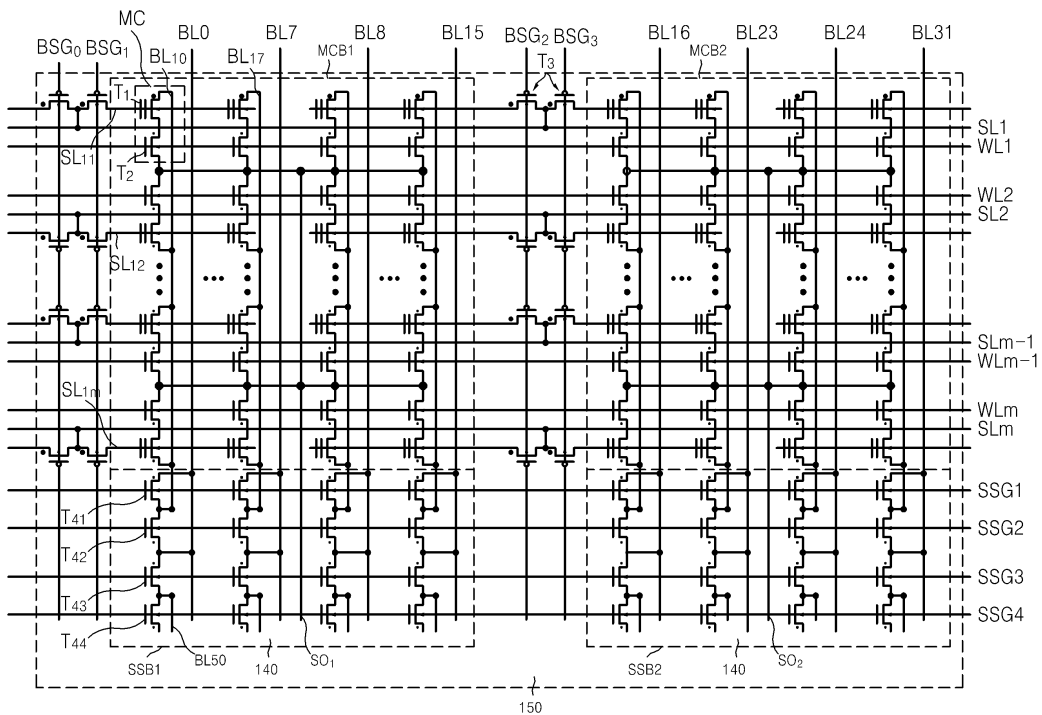 MC
BL0
BL7
BL8
BL15
BSG2
BSG3
BL16
BL23
BL24
BL31
BSG0
BSG1
BL10
BL17
MCB1
T3
MCB2
T1
SL11
T2
SL1
WL1
WL2
SL2
SL12
SLm-1
WLm-1
SL1m
WLm
SLm
T41
SSG1
T42
SSG2
T43
SSG3
T44
SSG4
SSB1
BL50
140
SO1
SSB2
140
SO2
150